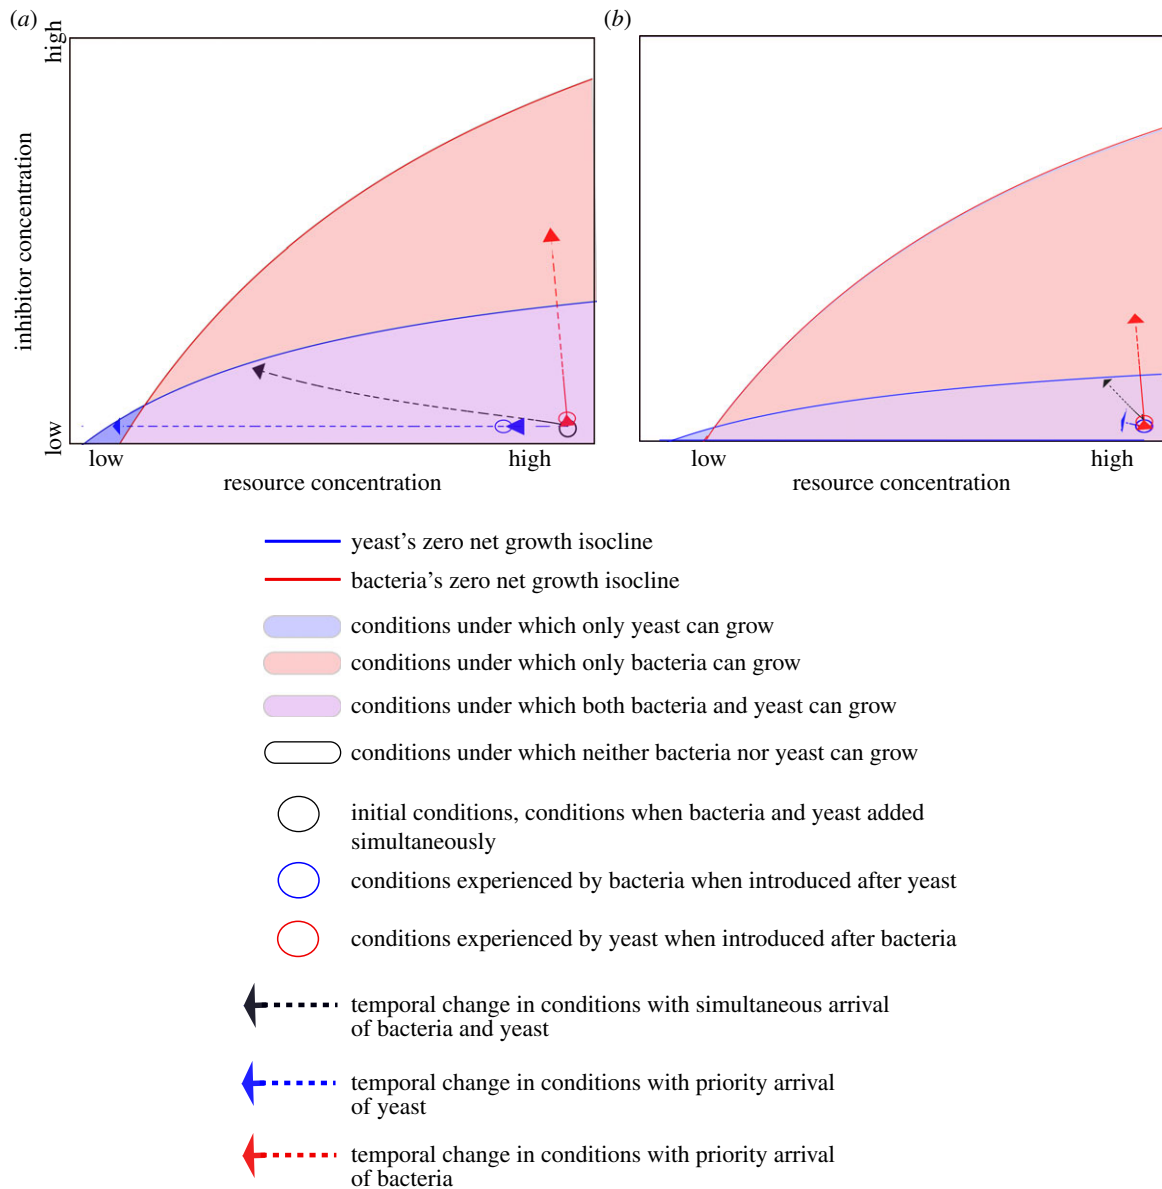 (a)
(b)
high
inhibitor concentration
low
low
high
resource concentration
low
high
resource concentration
yeast's zero net growth isocline
bacteria's zero net growth isocline
conditions under which only yeast can grow
conditions under which only bacteria can grow
conditions under which both bacteria and yeast can grow
conditions under which neither bacteria nor yeast can grow
initial conditions, conditions when bacteria and yeast added
simultaneously
conditions experienced by bacteria when introduced after yeast
conditions experienced by yeast when introduced after bacteria
temporal change in conditions with simultaneous arrival
of bacteria and yeast
temporal change in conditions with priority arrival
of yeast
temporal change in conditions with priority arrival
of bacteria